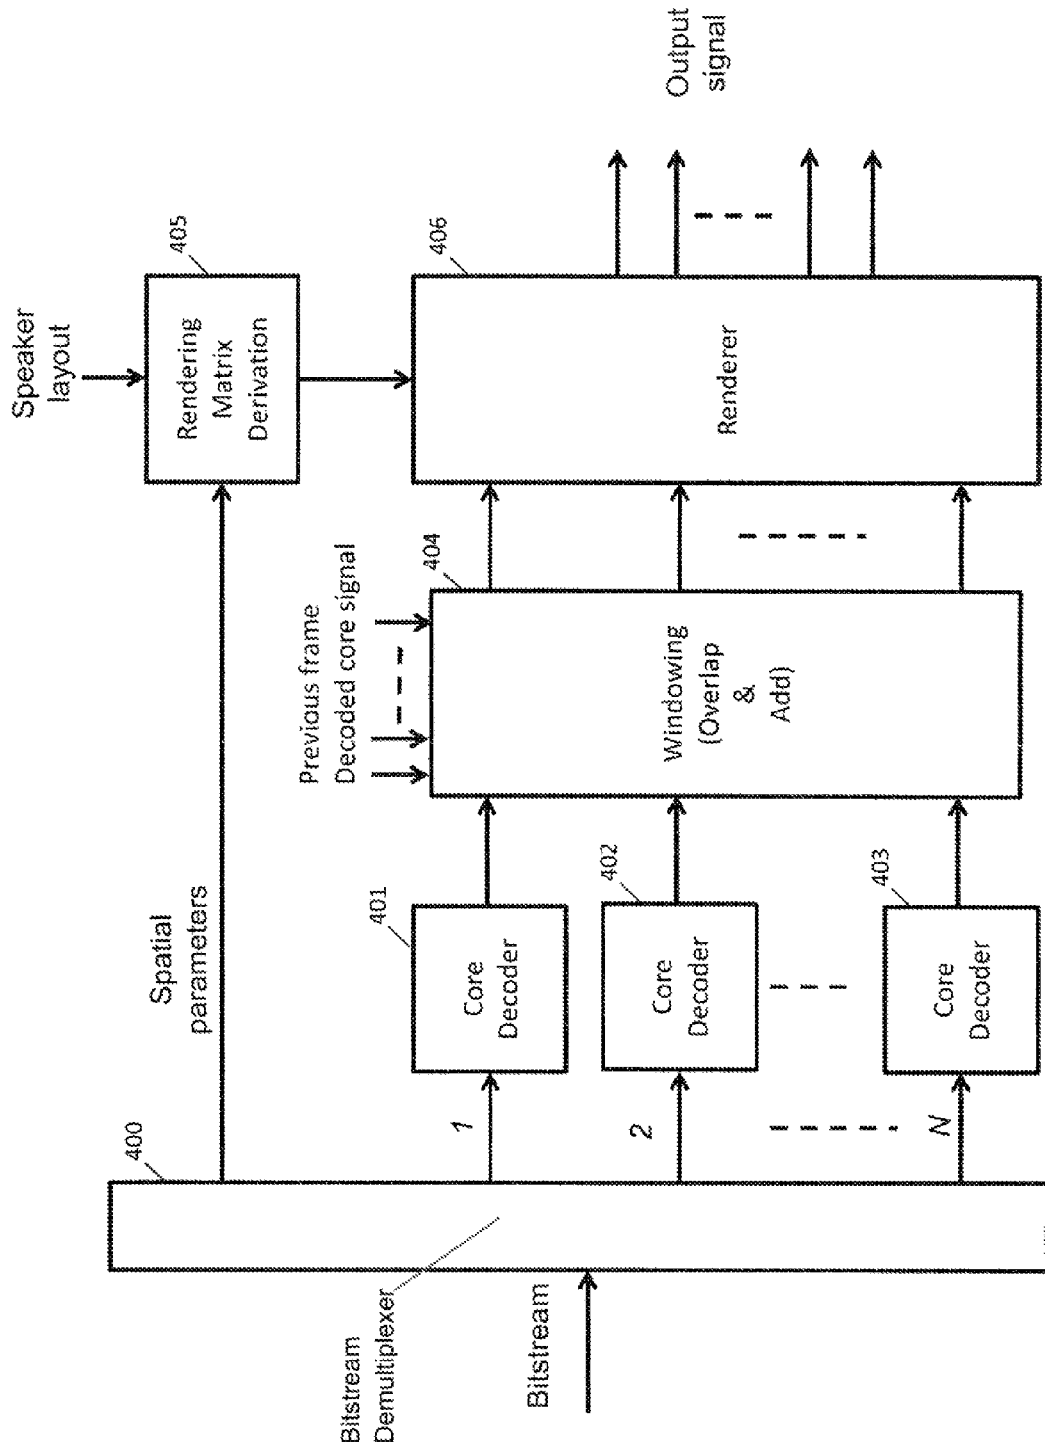 Bitstream
Demultiplexer
Bitstream
400
Spatial
parameters
1
2
N
401
Core
Decoder
402
Core
Decoder
403
Core
Decoder
Previous frame
Decoded core signal
404
Windowing
(Overlap
&
Add)
Speaker
layout
405
Rendering
Matrix
Derivation
406
Renderer
Output
signal